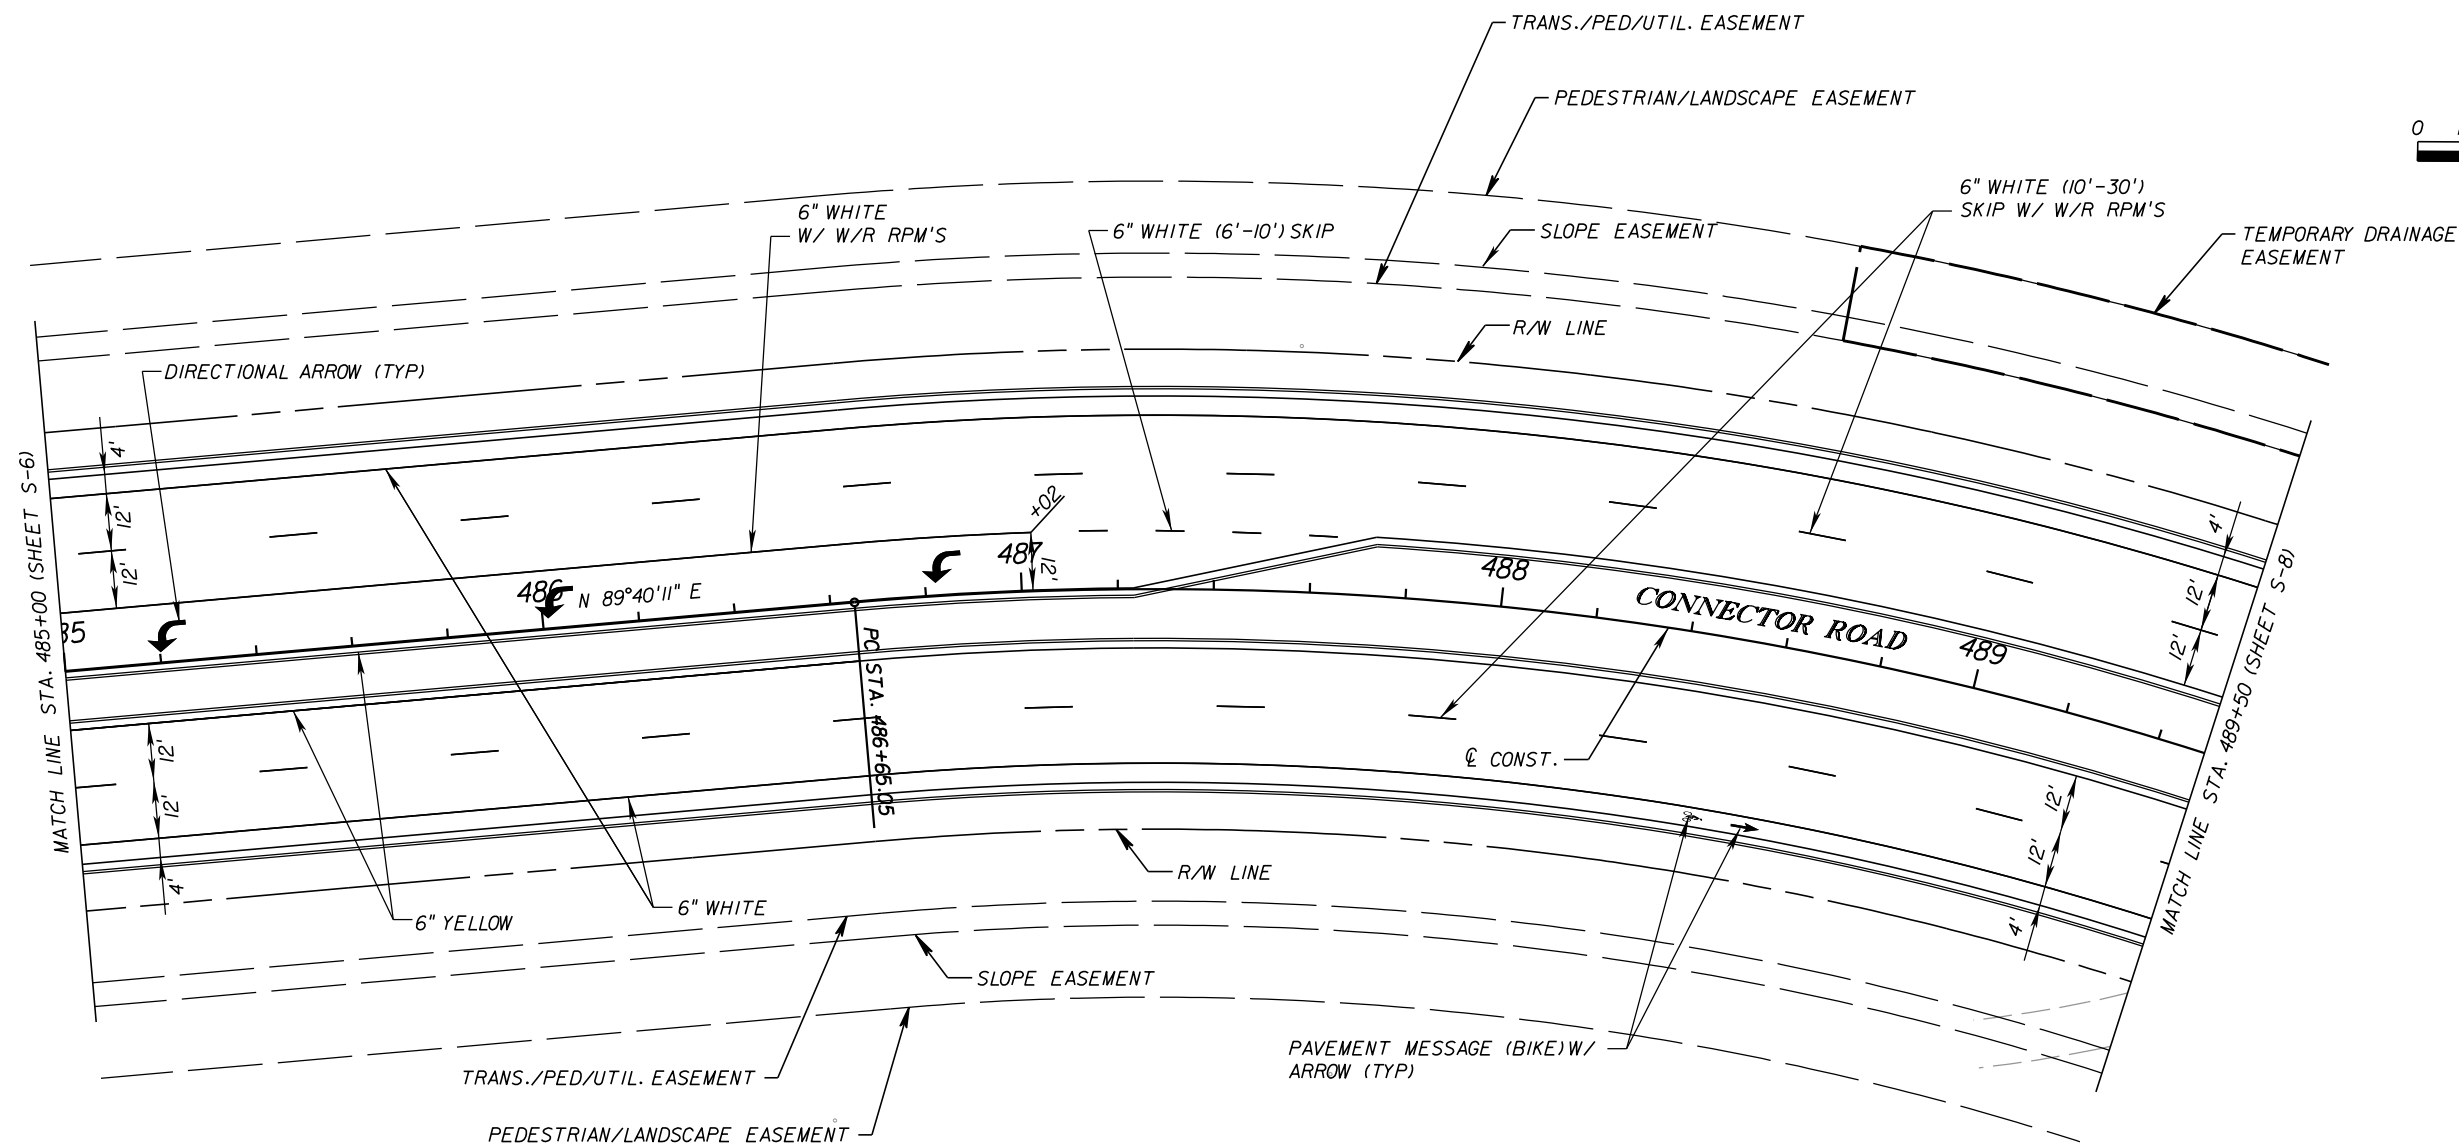 TRANS./PED/UTIL. EASEMENT
PEDESTRIAN/LANDSCAPE EASEMENT
0
6" WHITE (10'-30')
SKIP W/ W/R RPM'S
6" WHITE
W/ W/R RPM'S
6" WHITE (6'-10') SKIP
SLOPE EASEMENT
TEMPORARY DRAINAGE
EASEMENT
R/W LINE
DIRECTIONAL ARROW (TYP)
4'
12'
12'
+02
12'
487
486
N 89°40'11" E
488
CONNECTOR ROAD
489
4'
12'
12'
MATCH LINE STA. 485+00 (SHEET S-6)
PC STA. 486+65.05
℄ CONST.
12'
12'
4'
12'
12'
4'
MATCH LINE STA. 489+50 (SHEET S-8)
R/W LINE
6" WHITE
6" YELLOW
SLOPE EASEMENT
PAVEMENT MESSAGE (BIKE) W/
ARROW (TYP)
TRANS./PED/UTIL. EASEMENT
PEDESTRIAN/LANDSCAPE EASEMENT